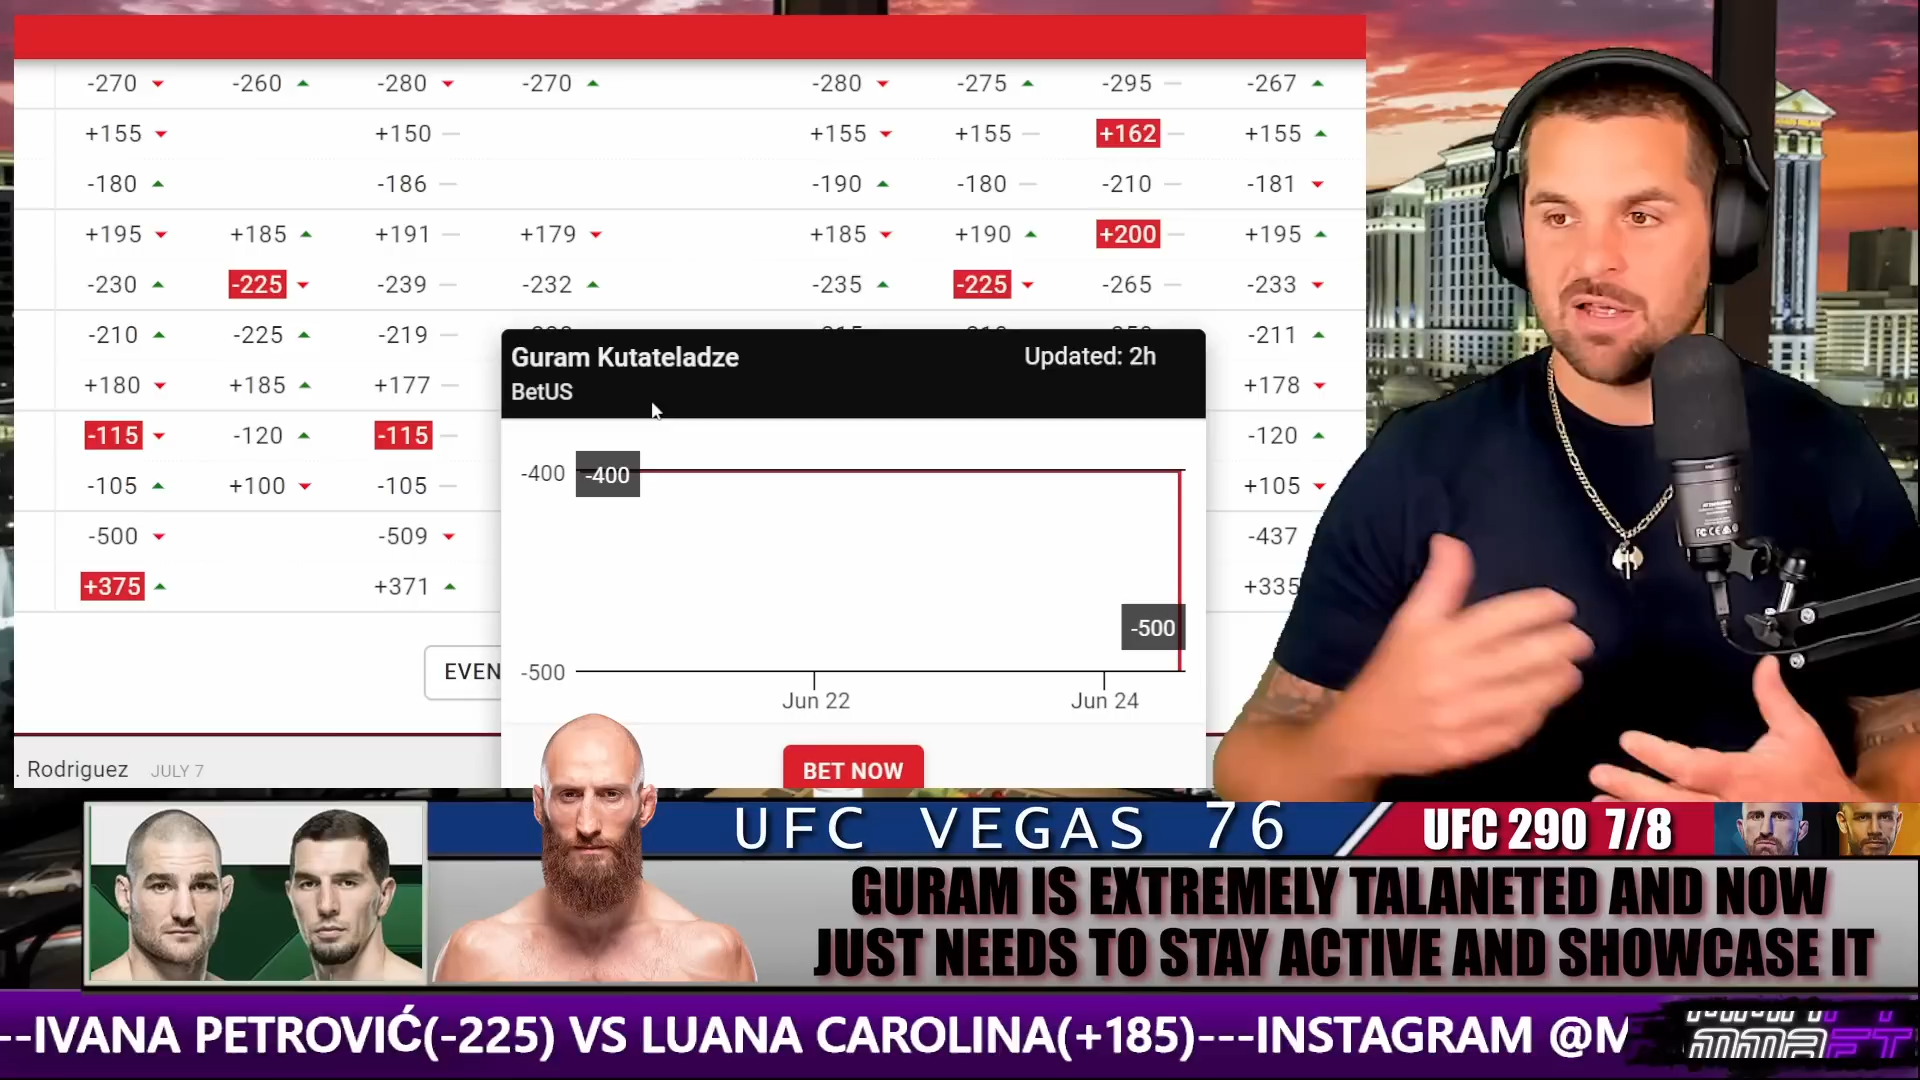 -270 -260 -280 -270 -280 -275 -295 -267
+155 +150 +155 +155 +162 +155
-180 -186 -190 -180 -210 -181
+195 +185 +191 +179 +185 +190 +200 +195
-230 -225 -239 -232 -235 -225 -265 -233
-210 -225 -219 -211
+180 +185 +177 +178
-115 -120 -115 -120
-105 +100 -105 +105
-500 -509 -437
+375 +371 +335
Guram Kutateladze Updated: 2h
BetUS
-400 -400
-500
-500
Jun 22 Jun 24
BET NOW
EVEN
. Rodriguez JULY 7
UFC VEGAS 76
UFC 290 7/8
GURAM IS EXTREMELY TALANETED AND NOW
JUST NEEDS TO STAY ACTIVE AND SHOWCASE IT
--IVANA PETROVIĆ(-225) VS LUANA CAROLINA(+185)---INSTAGRAM @M